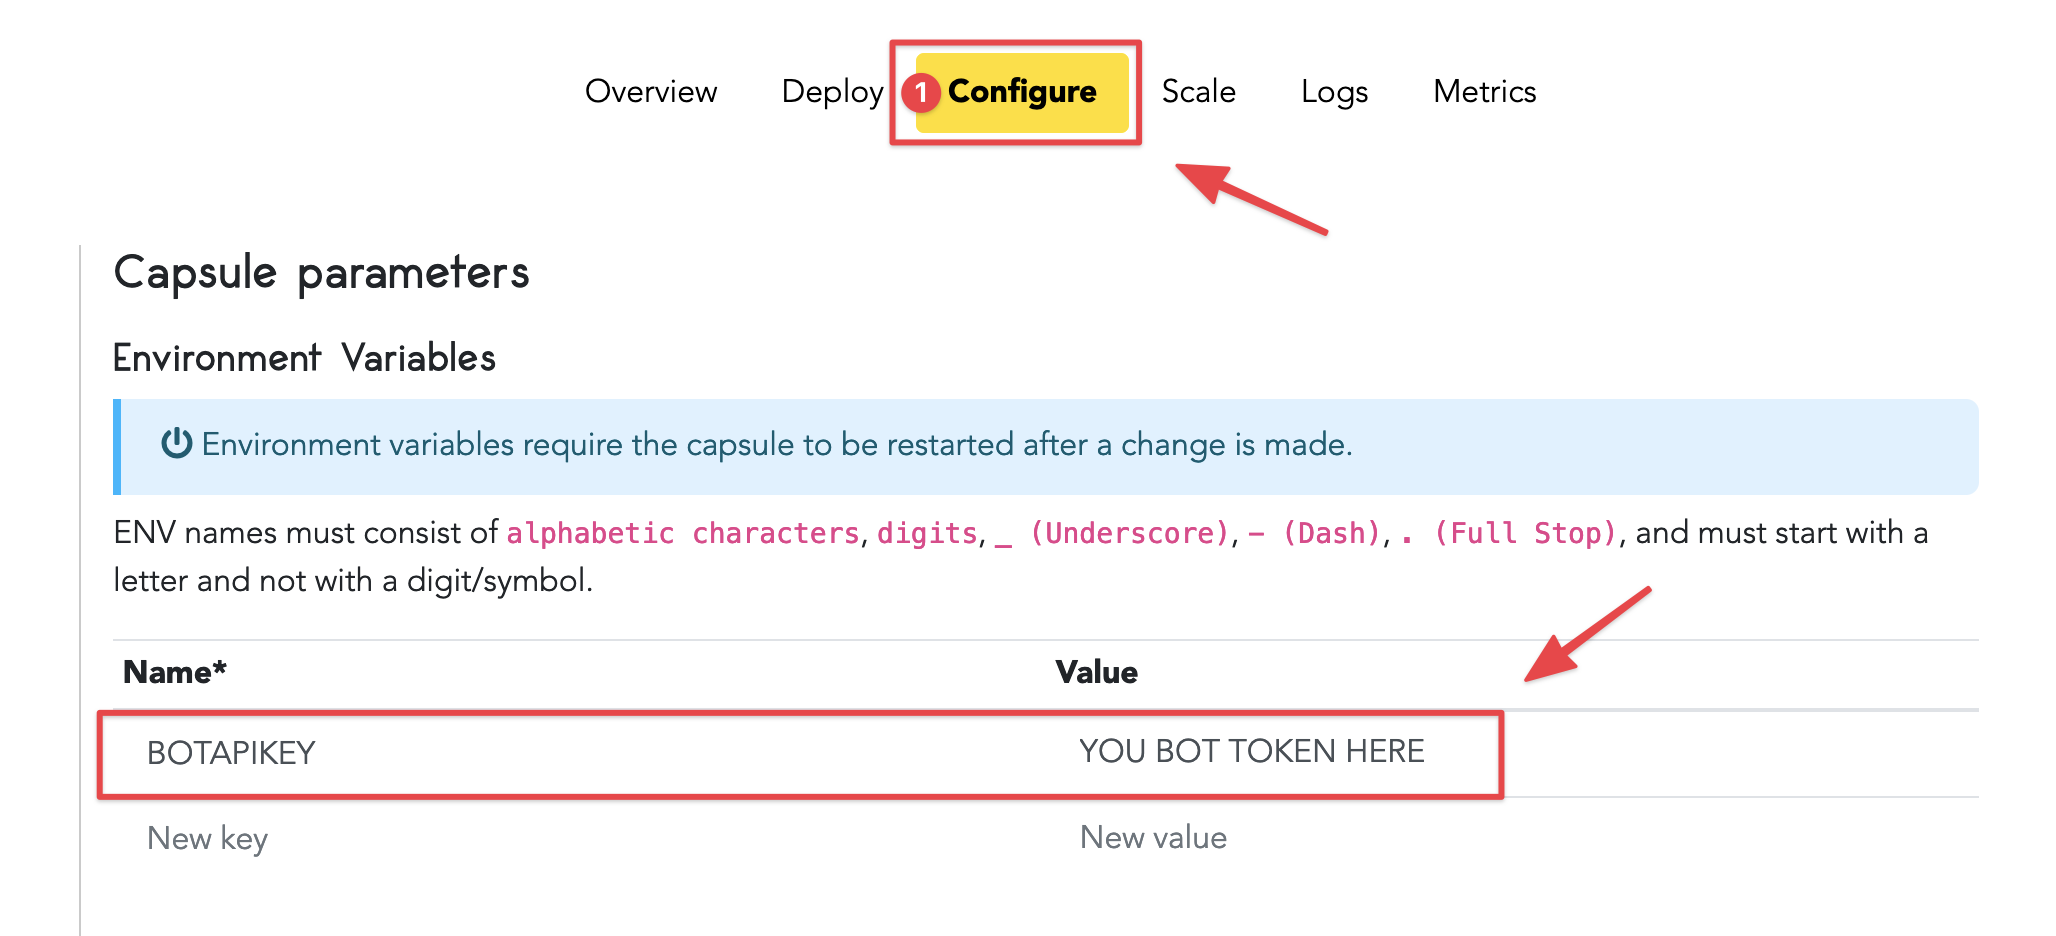 Overview Deploy 1 Configure Scale Logs Metrics
Capsule parameters
Environment Variables
Environment variables require the capsule to be restarted after a change is made.
ENV names must consist of alphabetic characters, digits, _ (Underscore), - (Dash), . (Full Stop), and must start with a
letter and not with a digit/symbol.
Name* Value
BOTAPIKEY YOU BOT TOKEN HERE
New key New value